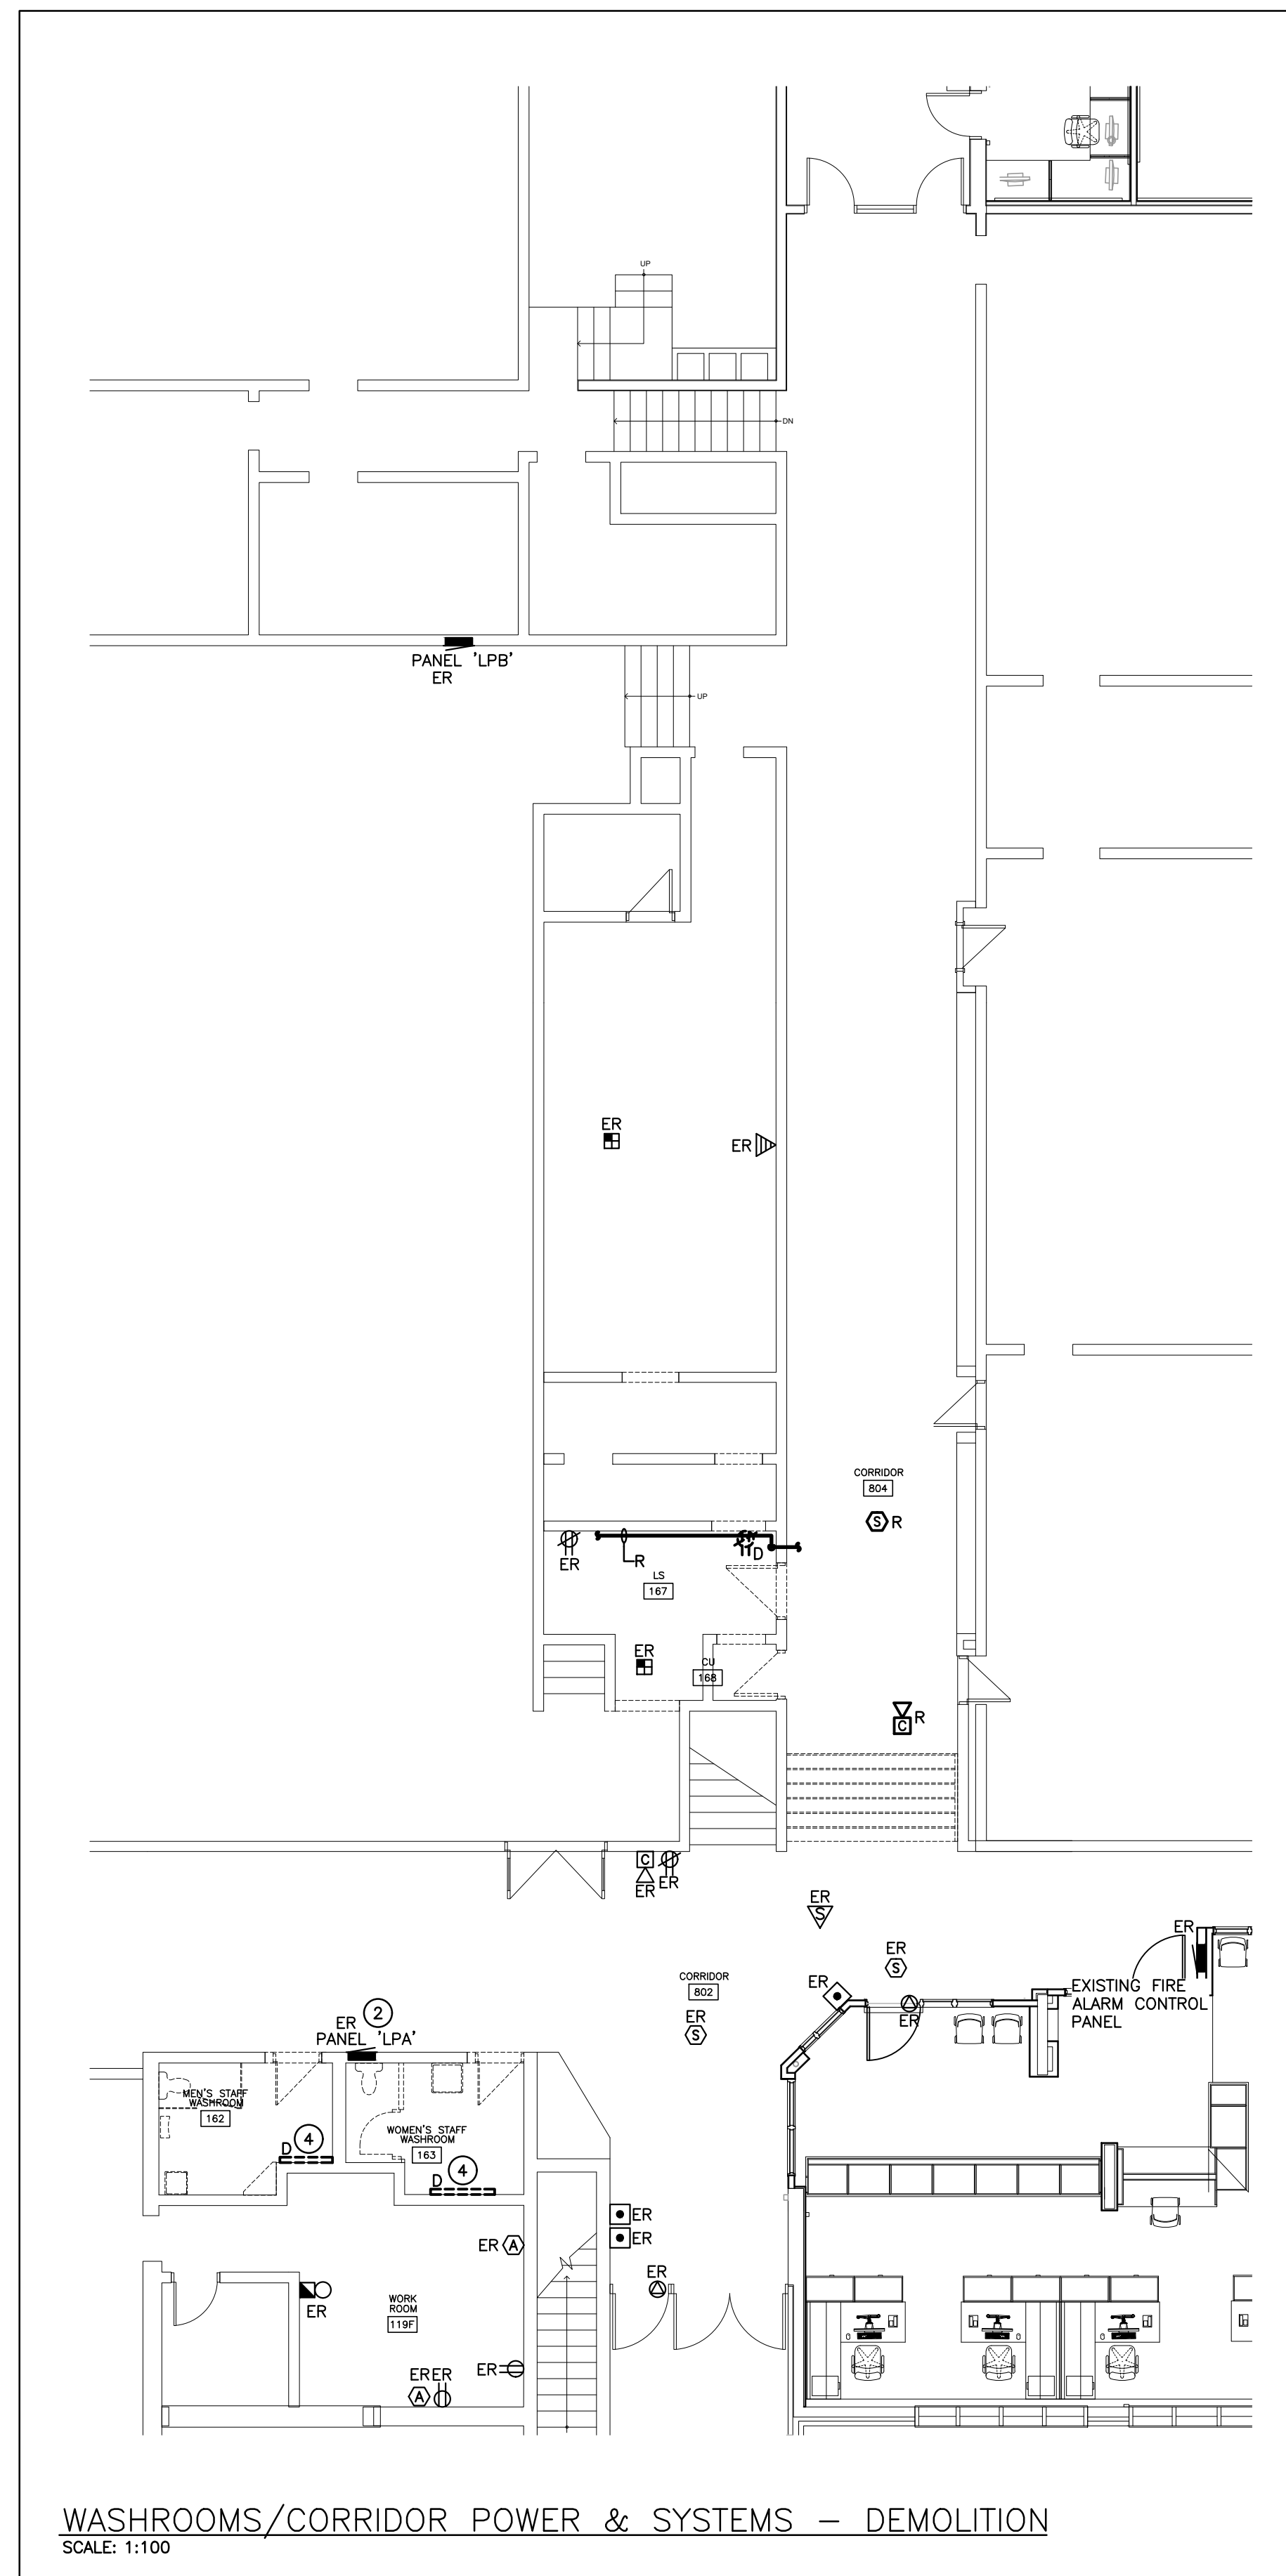 UP
DN
PANEL 'LPB'
ER
UP
ER
ER
CORRIDOR
804
S R
ER
R
D
LS
167
ER
CU
168
C R
C
ER
ER
ER
S
ER
S
ER
ER
ER
EXISTING FIRE
ALARM CONTROL
PANEL
CORRIDOR
802
ER
S
ER 2
PANEL 'LPA'
MEN'S STAFF
WASHROOM
162
WOMEN'S STAFF
WASHROOM
163
D 4
D 4
ER
ER
ER A
ER
ER
WORK
ROOM
119F
ER
ER ER
A
WASHROOMS/CORRIDOR POWER & SYSTEMS – DEMOLITION
SCALE: 1:100